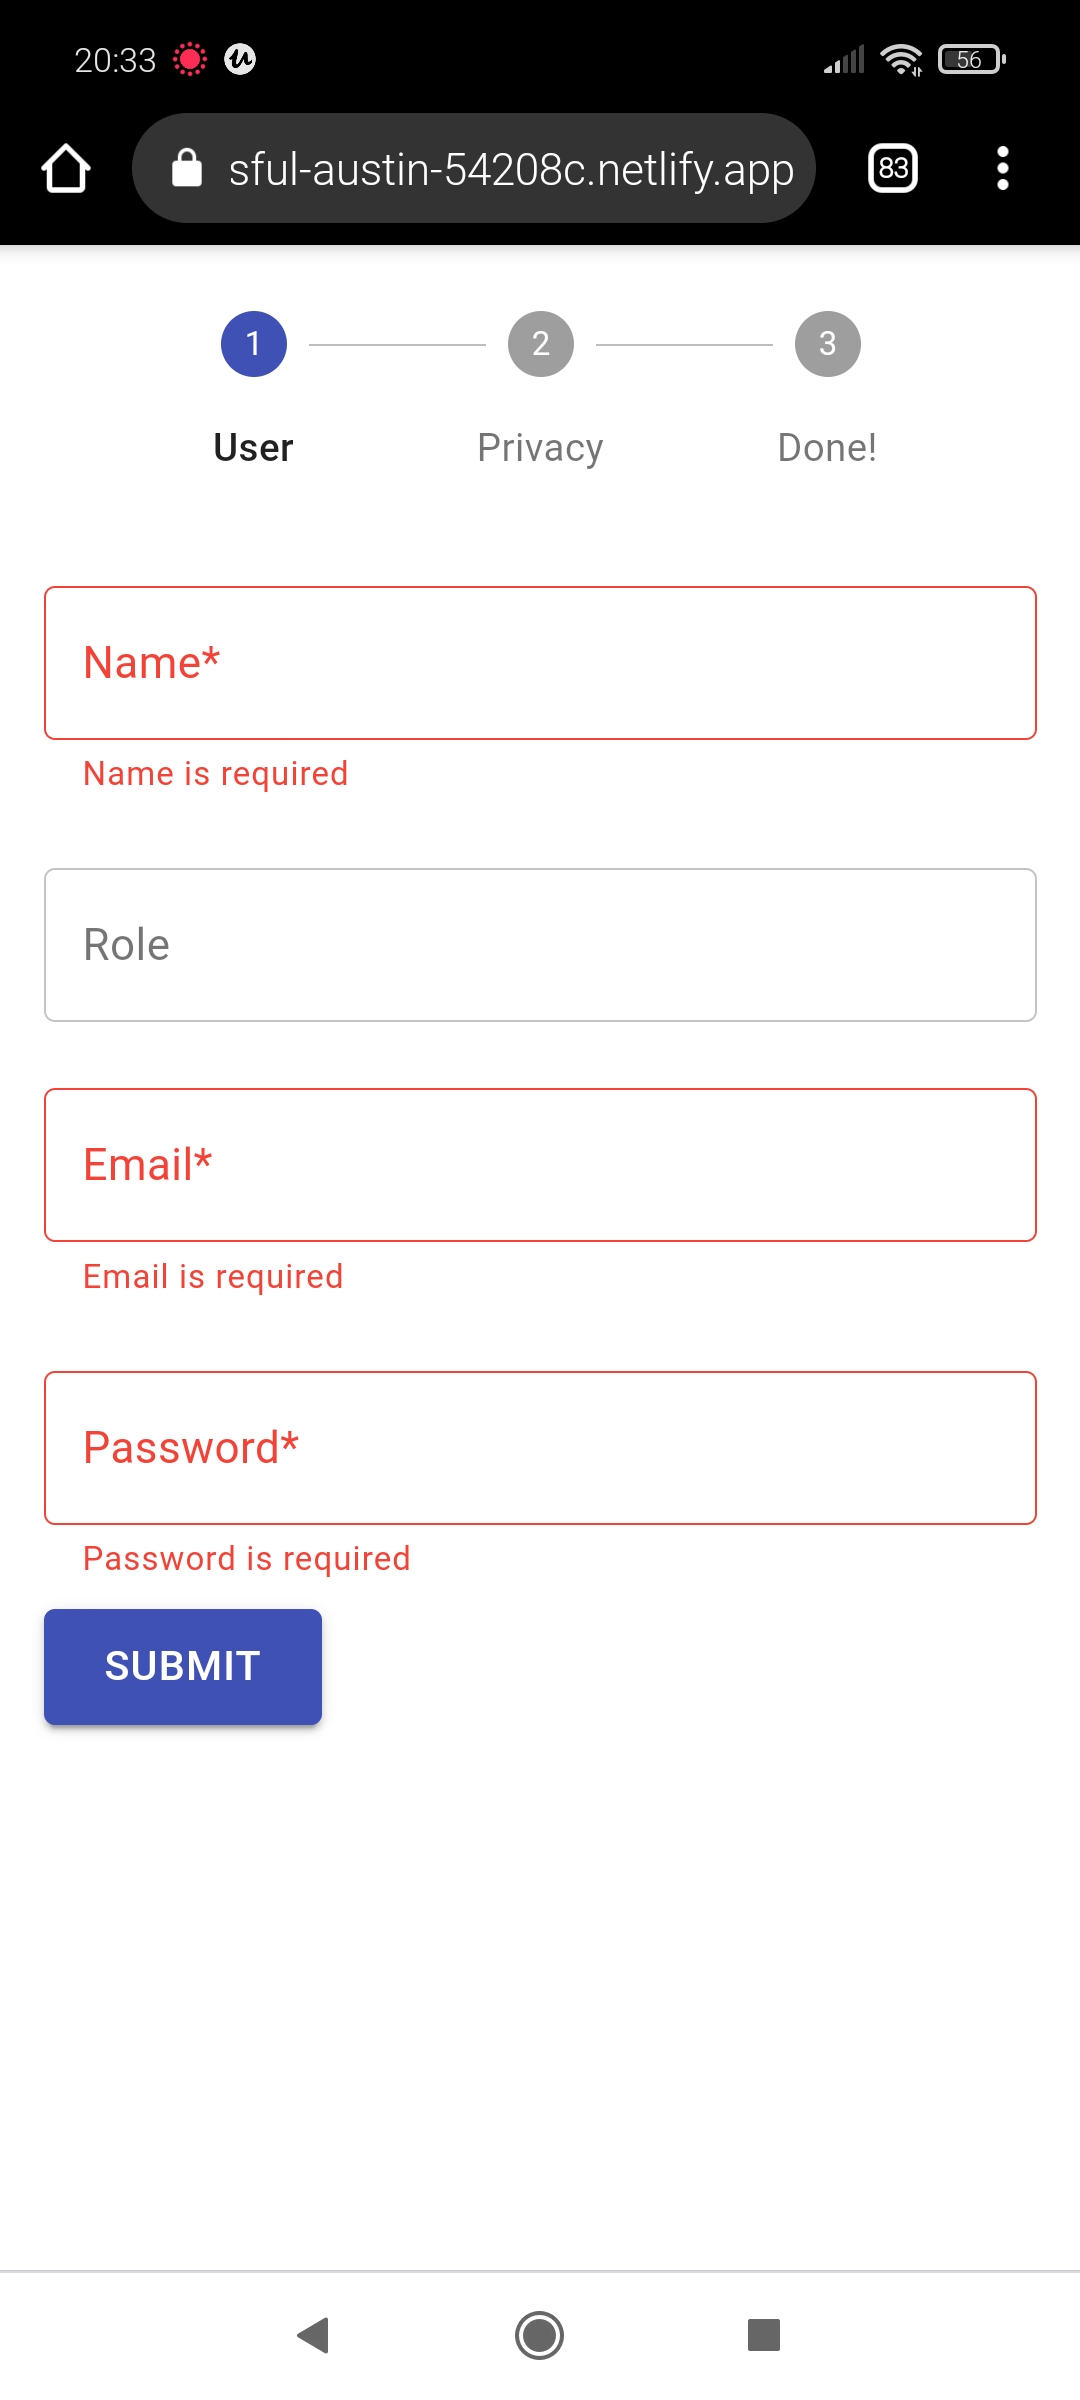 20:33 56
sful-austin-54208c.netlify.app 83
1 2 3
User Privacy Done!
Name*
Name is required
Role
Email*
Email is required
Password*
Password is required
SUBMIT